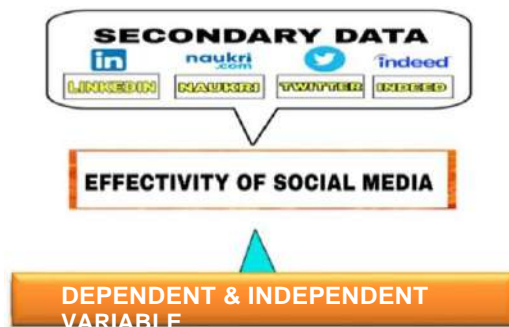 SECONDARY DATA
in naukri.com indeed
LINKEDIN NAUKRI TWITTER INDEED
EFFECTIVITY OF SOCIAL MEDIA
DEPENDENT & INDEPENDENT
VARIABLE